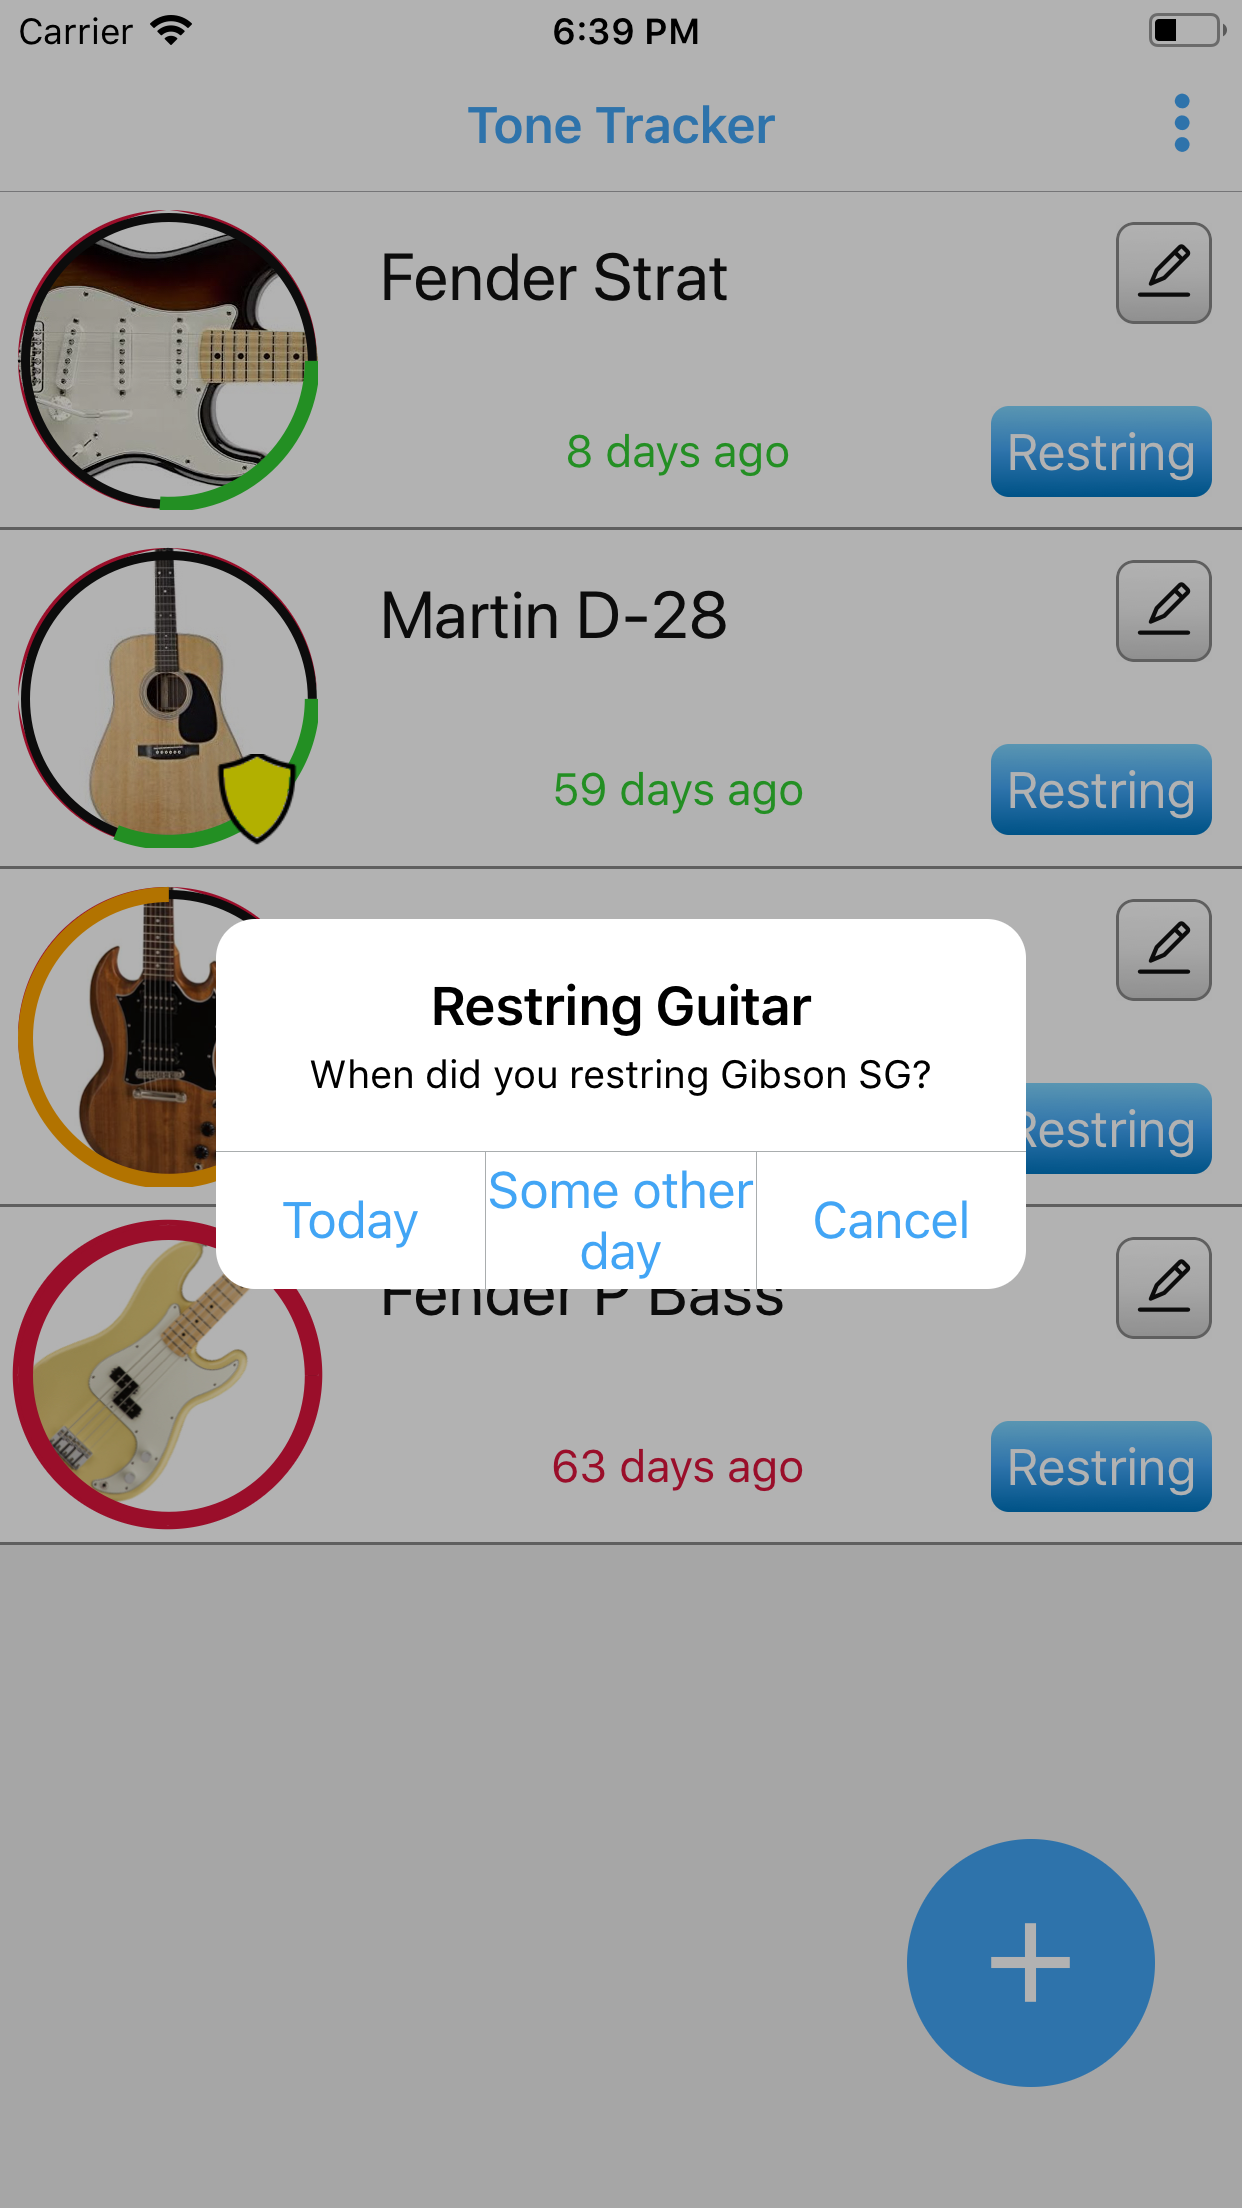 Carrier
6:39 PM
Tone Tracker
Fender Strat
8 days ago
Restring
Martin D-28
59 days ago
Restring
Restring Guitar
When did you restring Gibson SG?
Restring
Today
Some other
day
Cancel
Fender P Bass
63 days ago
Restring